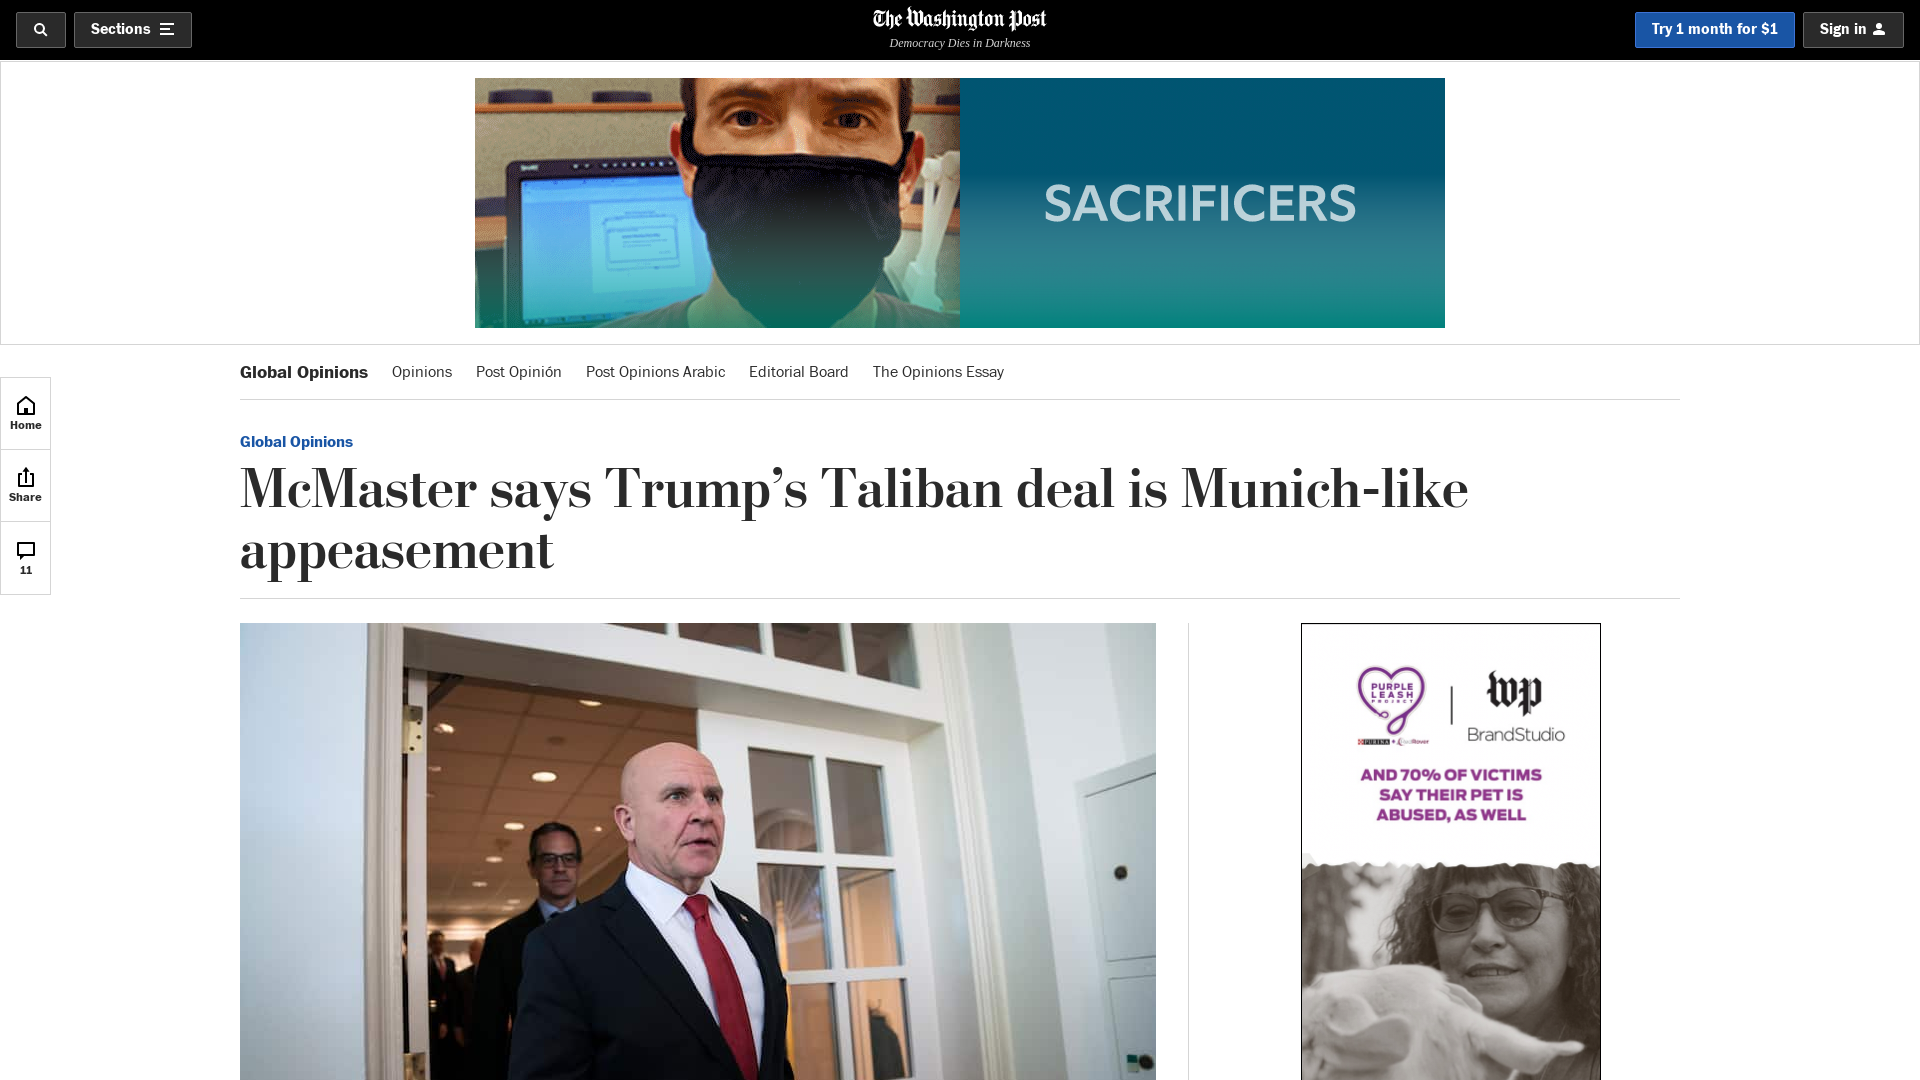 Sections
The Washington Post
Democracy Dies in Darkness
Try 1 month for $1
Sign in
SACRIFICERS
Home
Share
11
Global Opinions
Opinions
Post Opinión
Post Opinions Arabic
Editorial Board
The Opinions Essay
Global Opinions
McMaster says Trump’s Taliban deal is Munich-like
appeasement
PURPLE
LEASH
PROJECT
PURINA
wp
BrandStudio
AND 70% OF VICTIMS
SAY THEIR PET IS
ABUSED, AS WELL